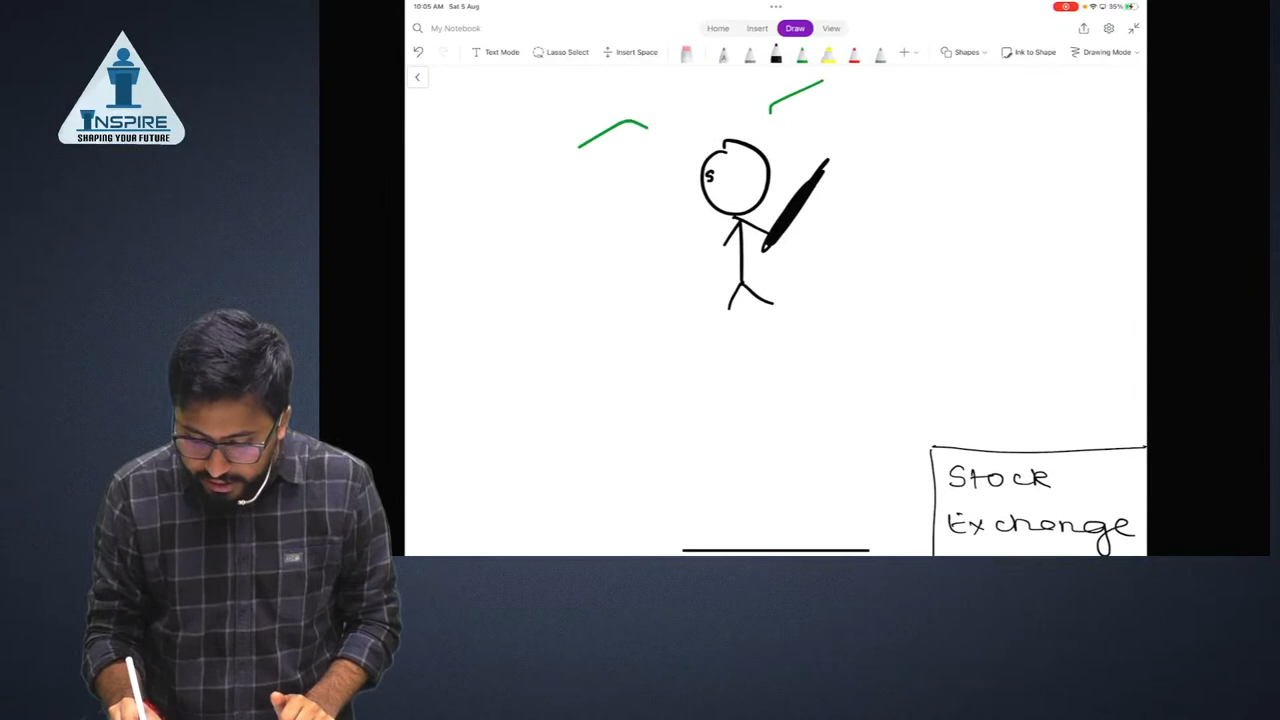 10:05 AM Sat 5 Aug
35%
INSPIRE
SHAPING YOUR FUTURE
My Notebook
Home Insert Draw View
Text Mode Lasso Select Insert Space Shapes Ink to Shape Drawing Mode
S
Stock
Exchange